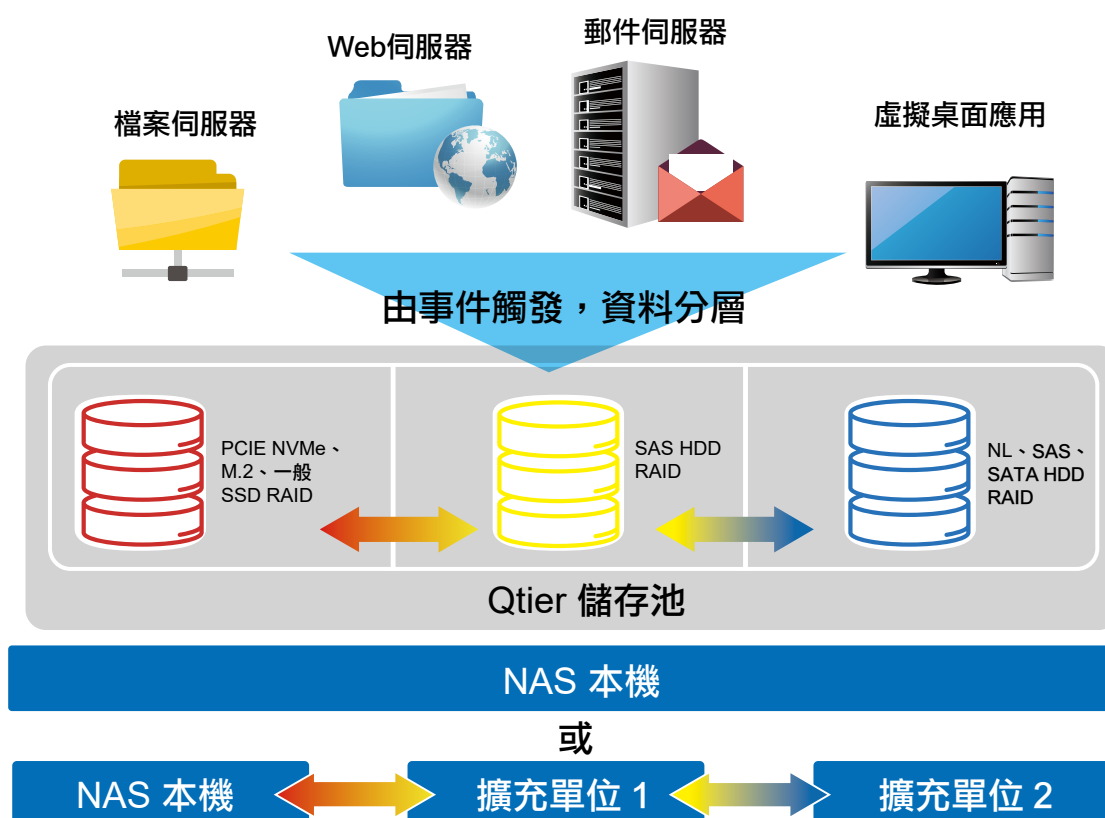 Web伺服器
郵件伺服器
檔案伺服器
虛擬桌面應用
由事件觸發，資料分層
PCIE NVMe、
M.2、一般
SSD RAID
SAS HDD
RAID
NL、SAS、
SATA HDD
RAID
Qtier 儲存池
NAS 本機
或
NAS 本機
擴充單位 1
擴充單位 2